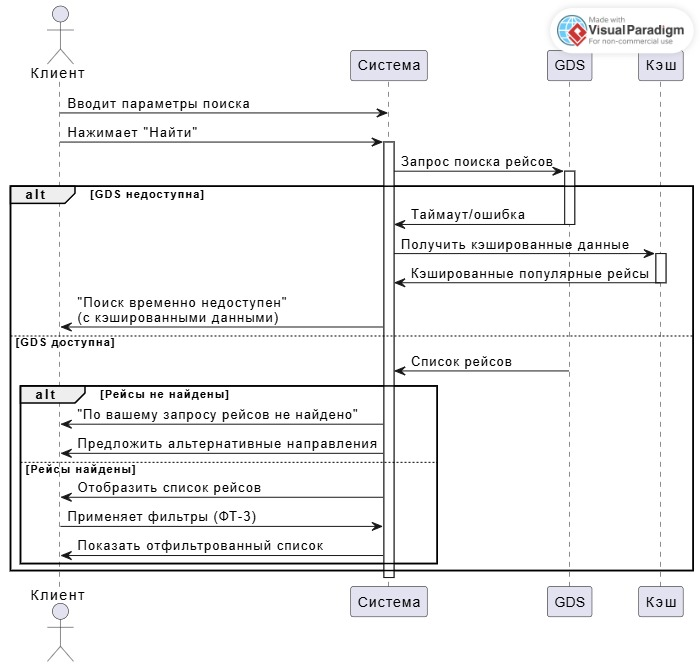 Made with
VisualParadigm
For non-commercial use
Клиент
Система
GDS
Кэш
Вводит параметры поиска
Нажимает "Найти"
Запрос поиска рейсов
alt
[GDS недоступна]
Таймаут/ошибка
Получить кэшированные данные
Кэшированные популярные рейсы
"Поиск временно недоступен"
(с кэшированными данными)
[GDS доступна]
Список рейсов
alt
[Рейсы не найдены]
"По вашему запросу рейсов не найдено"
Предложить альтернативные направления
[Рейсы найдены]
Отобразить список рейсов
Применяет фильтры (ФТ-3)
Показать отфильтрованный список
Клиент
Система
GDS
Кэш